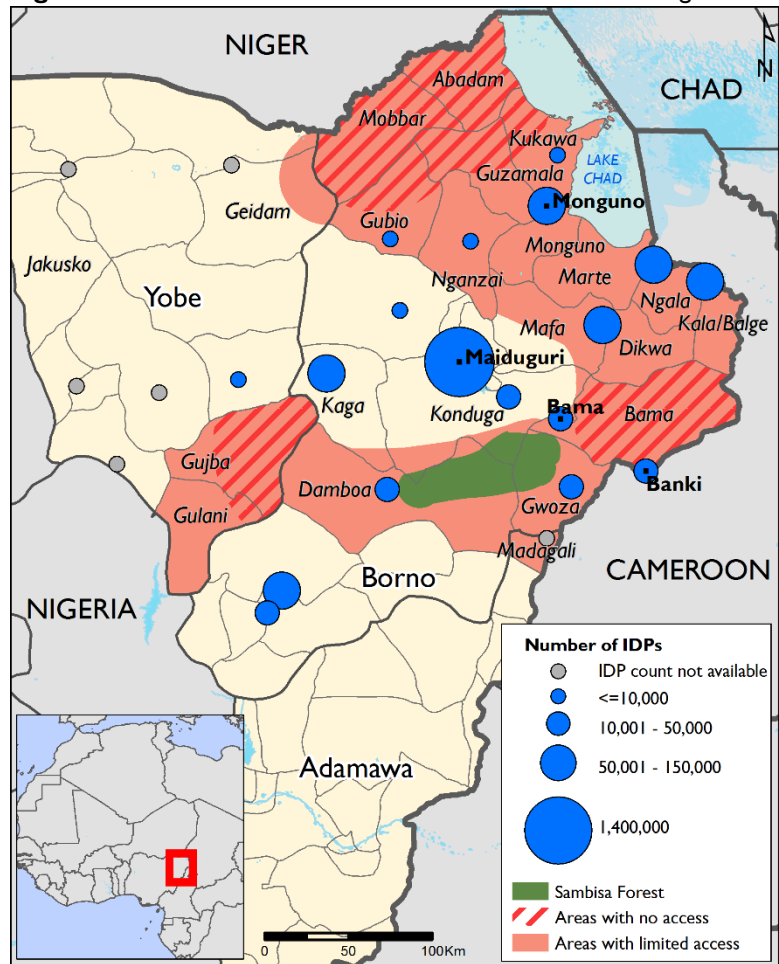 NIGER
CHAD
N
Abadam
Mobbar
Kukawa
LAKE
CHAD
Guzamala
Monguno
Geidam
Gubio
Monguno
Jakusko
Nganzai
Marte
Ngala
Yobe
Kala/Balge
Mafa
Dikwa
Maiduguri
Kaga
Konduga
Bama
Bama
Gujba
Damboa
Banki
Gwoza
Gulani
Madagali
Borno
CAMEROON
NIGERIA
Adamawa
Number of IDPs
IDP count not available
<=10,000
10,001 - 50,000
50,001 - 150,000
1,400,000
Sambisa Forest
Areas with no access
Areas with limited access
0 50 100Km